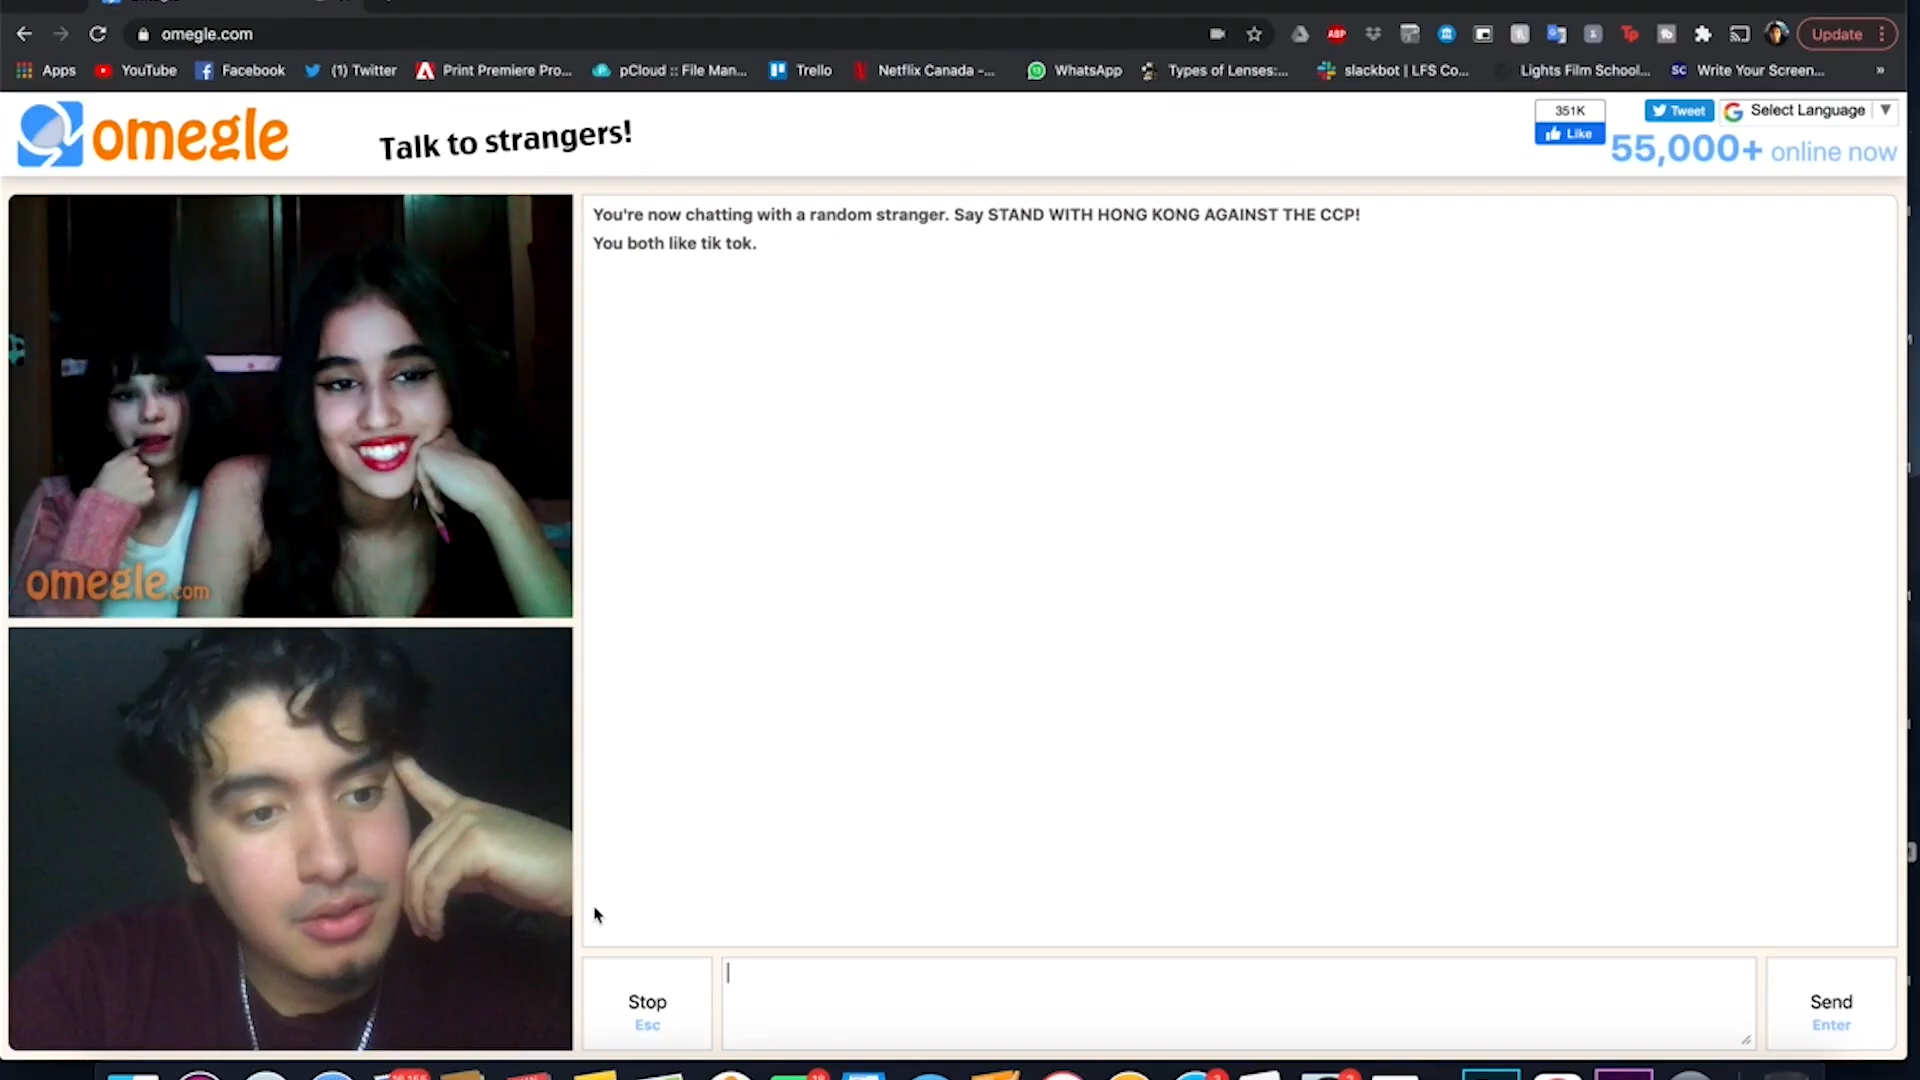 omegle.com
Update
Apps
YouTube
Facebook
(1) Twitter
Print Premiere Pro...
pCloud :: File Man...
Trello
Netflix Canada –...
WhatsApp
Types of Lenses:...
slackbot | LFS Co...
Lights Film School...
SC Write Your Screen...
»
ABP
Tp
omegle
Talk to strangers!
351K
Like
Tweet
Select Language
55,000+ online now
You're now chatting with a random stranger. Say STAND WITH HONG KONG AGAINST THE CCP!
You both like tik tok.
omegle.com
Stop
Esc
Send
Enter